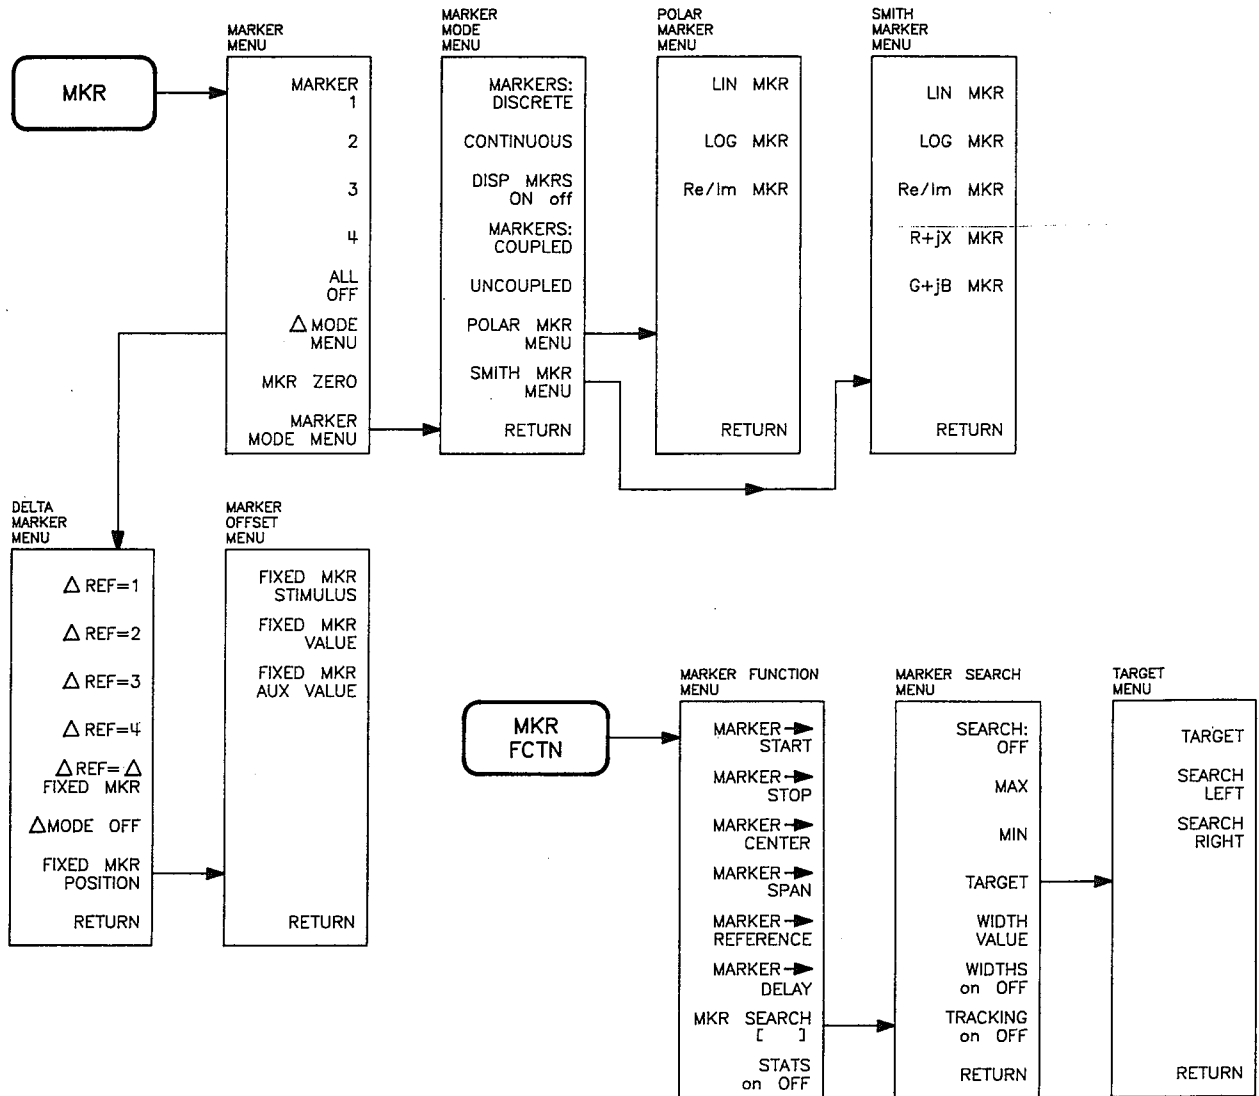 MKR
MARKER
MENU
MARKER
1
2
3
4
ALL
OFF
△ MODE
MENU
MKR ZERO
MARKER
MODE MENU
MARKER
MODE
MENU
MARKERS:
DISCRETE
CONTINUOUS
DISP MKRS
ON off
MARKERS:
COUPLED
UNCOUPLED
POLAR MKR
MENU
SMITH MKR
MENU
RETURN
POLAR
MARKER
MENU
LIN MKR
LOG MKR
Re/Im MKR
RETURN
SMITH
MARKER
MENU
LIN MKR
LOG MKR
Re/Im MKR
R+jX MKR
G+jB MKR
RETURN
DELTA
MARKER
MENU
△ REF=1
△ REF=2
△ REF=3
△ REF=4
△ REF= △
FIXED MKR
△MODE OFF
FIXED MKR
POSITION
RETURN
MARKER
OFFSET
MENU
FIXED MKR
STIMULUS
FIXED MKR
VALUE
FIXED MKR
AUX VALUE
RETURN
MKR
FCTN
MARKER FUNCTION
MENU
MARKER→
START
MARKER→
STOP
MARKER→
CENTER
MARKER→
SPAN
MARKER→
REFERENCE
MARKER→
DELAY
MKR SEARCH
[ ]
STATS
on OFF
MARKER SEARCH
MENU
SEARCH:
OFF
MAX
MIN
TARGET
WIDTH
VALUE
WIDTHS
on OFF
TRACKING
on OFF
RETURN
TARGET
MENU
TARGET
SEARCH
LEFT
SEARCH
RIGHT
RETURN